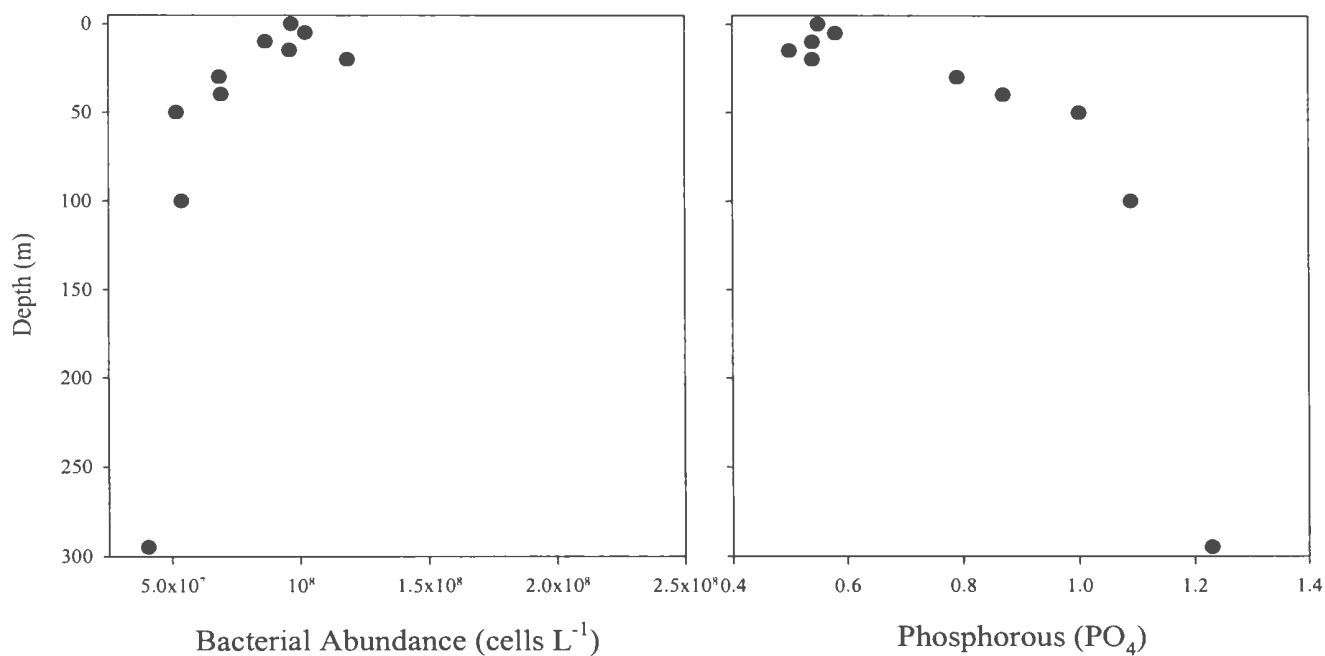 0
50
100
150
200
250
300
Depth (m)
5.0x10⁷ 10⁸ 1.5x10⁸ 2.0x10⁸ 2.5x10⁸ 0.4 0.6 0.8 1.0 1.2 1.4
Bacterial Abundance (cells L⁻¹) Phosphorous (PO₄)